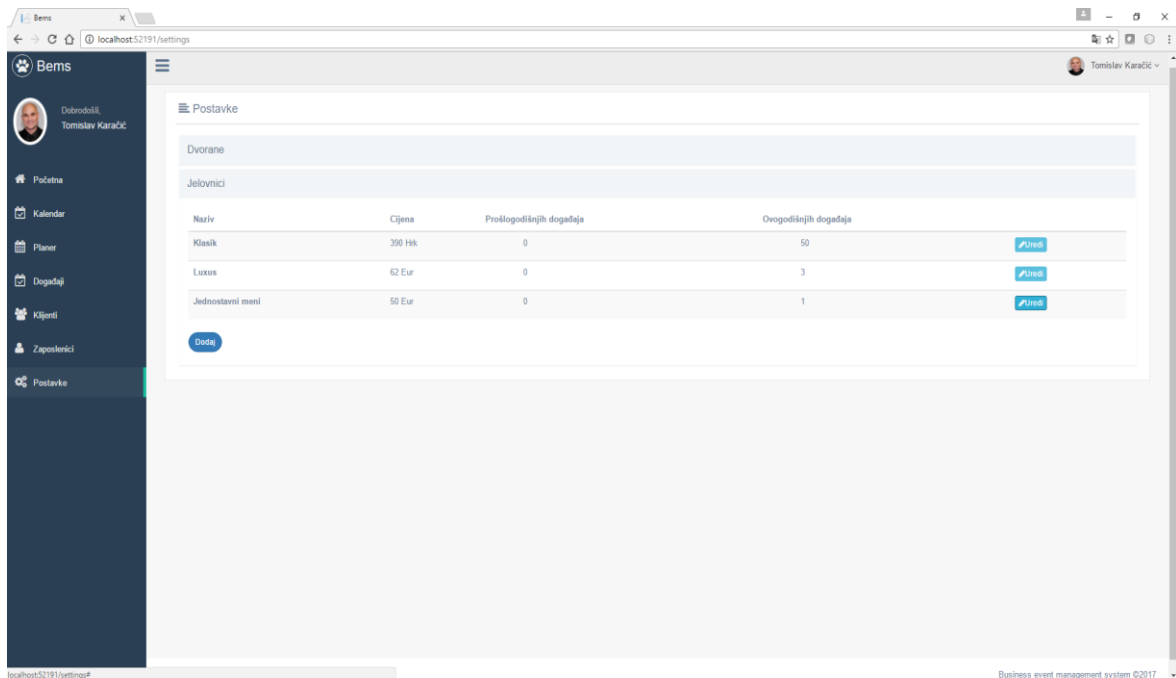 Bems
localhost:52191/settings
Bems
Tomislav Karačić
Dobrodošli,
Tomislav Karačić
Početna
Kalendar
Planer
Događaji
Klijenti
Zaposlenici
Postavke
Postavke
Dvorane
Jelovnici
Naziv Cijena Prošlogodišnjih događaja Ovogodišnjih događaja
Klasik 390 Hrk 0 50 Uredi
Luxus 62 Eur 0 3 Uredi
Jednostavni meni 50 Eur 0 1 Uredi
Dodaj
localhost:52191/settings#
Business event management system ©2017